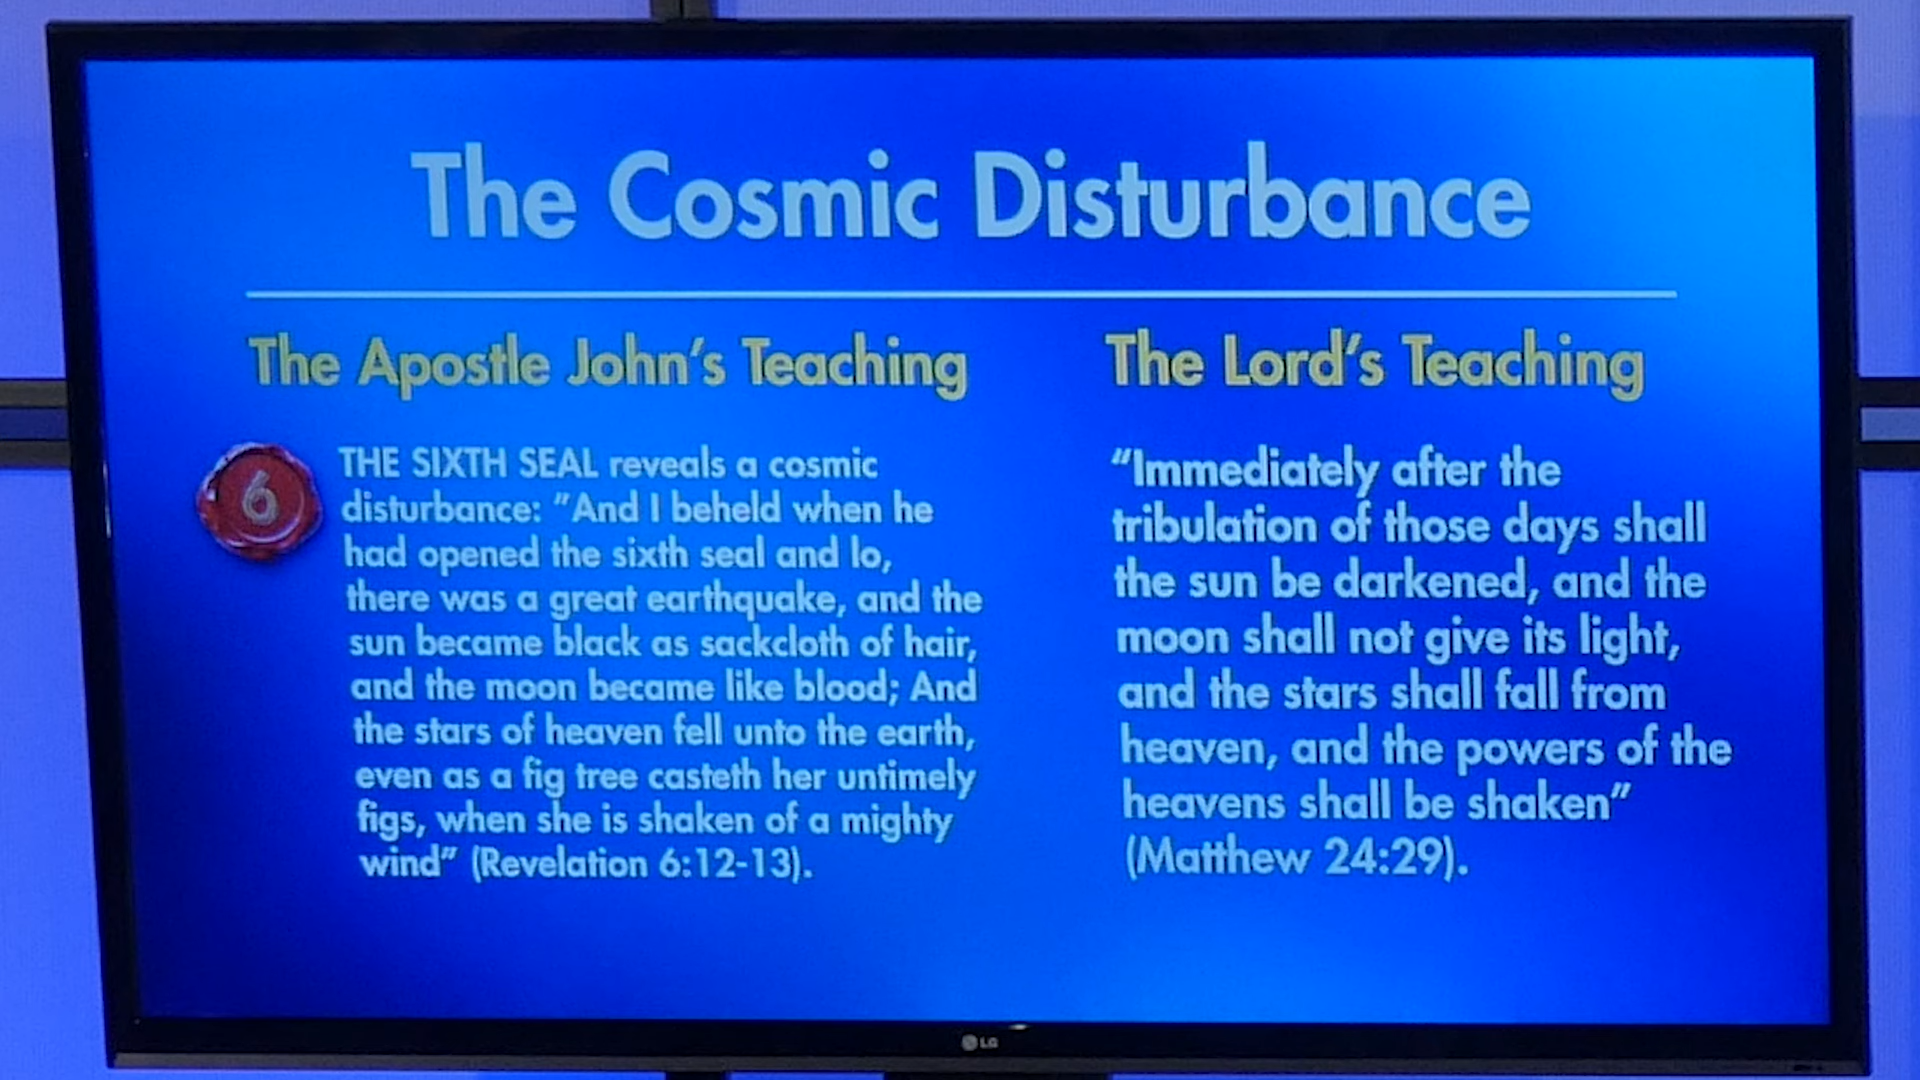 The Cosmic Disturbance
The Apostle John's Teaching
6
THE SIXTH SEAL reveals a cosmic
disturbance: "And I beheld when he
had opened the sixth seal and lo,
there was a great earthquake, and the
sun became black as sackcloth of hair,
and the moon became like blood; And
the stars of heaven fell unto the earth,
even as a fig tree casteth her untimely
figs, when she is shaken of a mighty
wind" (Revelation 6:12-13).
The Lord's Teaching
"Immediately after the
tribulation of those days shall
the sun be darkened, and the
moon shall not give its light,
and the stars shall fall from
heaven, and the powers of the
heavens shall be shaken"
(Matthew 24:29).
LG